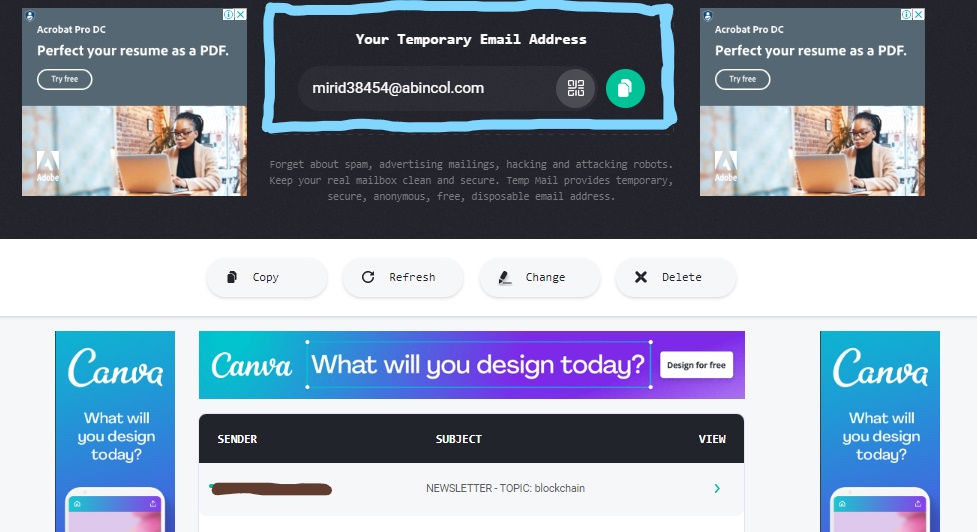 Acrobat Pro DC
Perfect your resume as a PDF.
Try free
Adobe
Your Temporary Email Address
mirid38454@abincol.com
Forget about spam, advertising mailings, hacking and attacking robots.
Keep your real mailbox clean and secure. Temp Mail provides temporary,
secure, anonymous, free, disposable email address.
Acrobat Pro DC
Perfect your resume as a PDF.
Try free
Adobe
Copy
Refresh
Change
Delete
Canva
What will
you design
today?
Canva What will you design today? Design for free
SENDER SUBJECT VIEW
NEWSLETTER - TOPIC: blockchain
Canva
What will
you design
today?